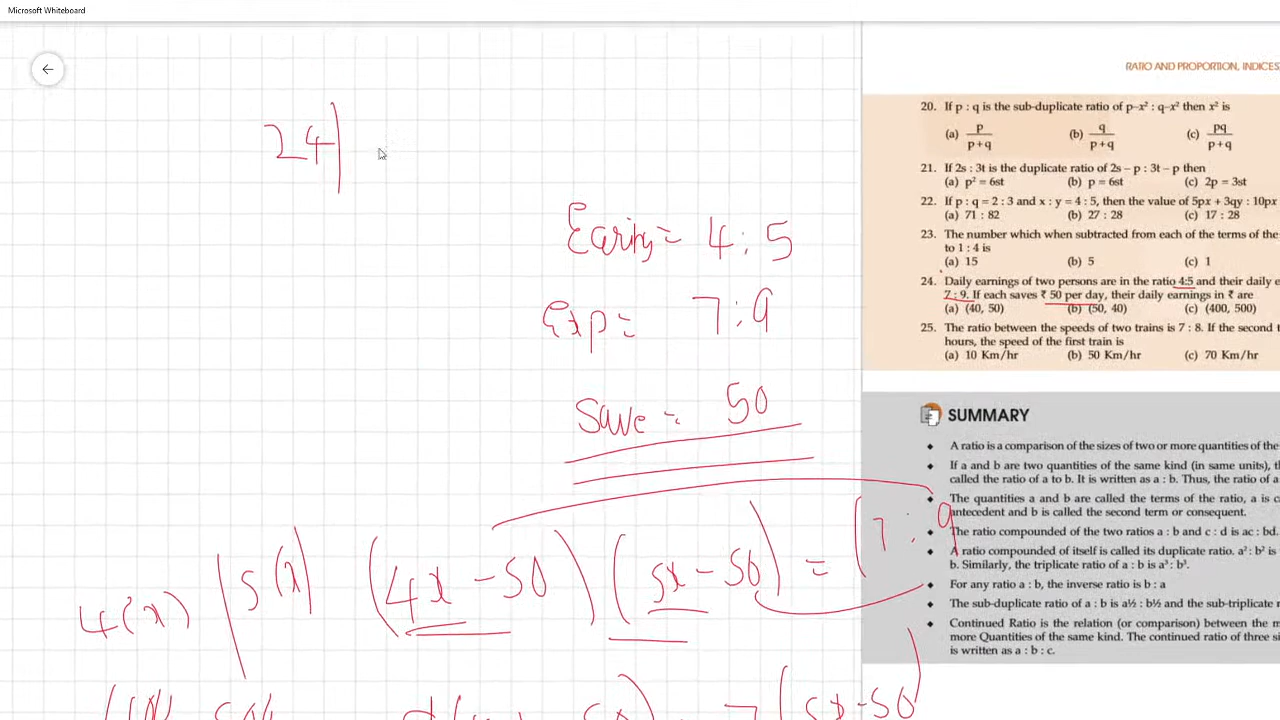 Microsoft Whiteboard
RATIO AND PROPORTION, INDICES
24
Earing = 4 : 5
Exp = 7 : 9
Save = 50
4(x) 5(x) (4x - 50) (5x - 50) = 7 : 9
7 (5x - 50
20. If p : q is the sub-duplicate ratio of p–x² : q–x² then x² is
(a) p/p+q (b) q/p+q (c) pq/p+q
21. If 2s : 3t is the duplicate ratio of 2s – p : 3t – p then
(a) p² = 6st (b) p = 6st (c) 2p = 3st
22. If p : q = 2 : 3 and x : y = 4 : 5, then the value of 5px + 3qy : 10px
(a) 71 : 82 (b) 27 : 28 (c) 17 : 28
23. The number which when subtracted from each of the terms of the
to 1 : 4 is
(a) 15 (b) 5 (c) 1
24. Daily earnings of two persons are in the ratio 4:5 and their daily e
7 : 9. If each saves ₹ 50 per day, their daily earnings in ₹ are
(a) (40, 50) (b) (50, 40) (c) (400, 500)
25. The ratio between the speeds of two trains is 7 : 8. If the second
hours, the speed of the first train is
(a) 10 Km/hr (b) 50 Km/hr (c) 70 Km/hr
SUMMARY
A ratio is a comparison of the sizes of two or more quantities of the
If a and b are two quantities of the same kind (in same units), th
called the ratio of a to b. It is written as a : b. Thus, the ratio of a
The quantities a and b are called the terms of the ratio, a is c
antecedent and b is called the second term or consequent.
The ratio compounded of the two ratios a : b and c : d is ac : bd.
A ratio compounded of itself is called its duplicate ratio. a² : b² is
b. Similarly, the triplicate ratio of a : b is a³ : b³.
For any ratio a : b, the inverse ratio is b : a
The sub-duplicate ratio of a : b is a½ : b½ and the sub-triplicate r
Continued Ratio is the relation (or comparison) between the m
more Quantities of the same kind. The continued ratio of three si
is written as a : b : c.